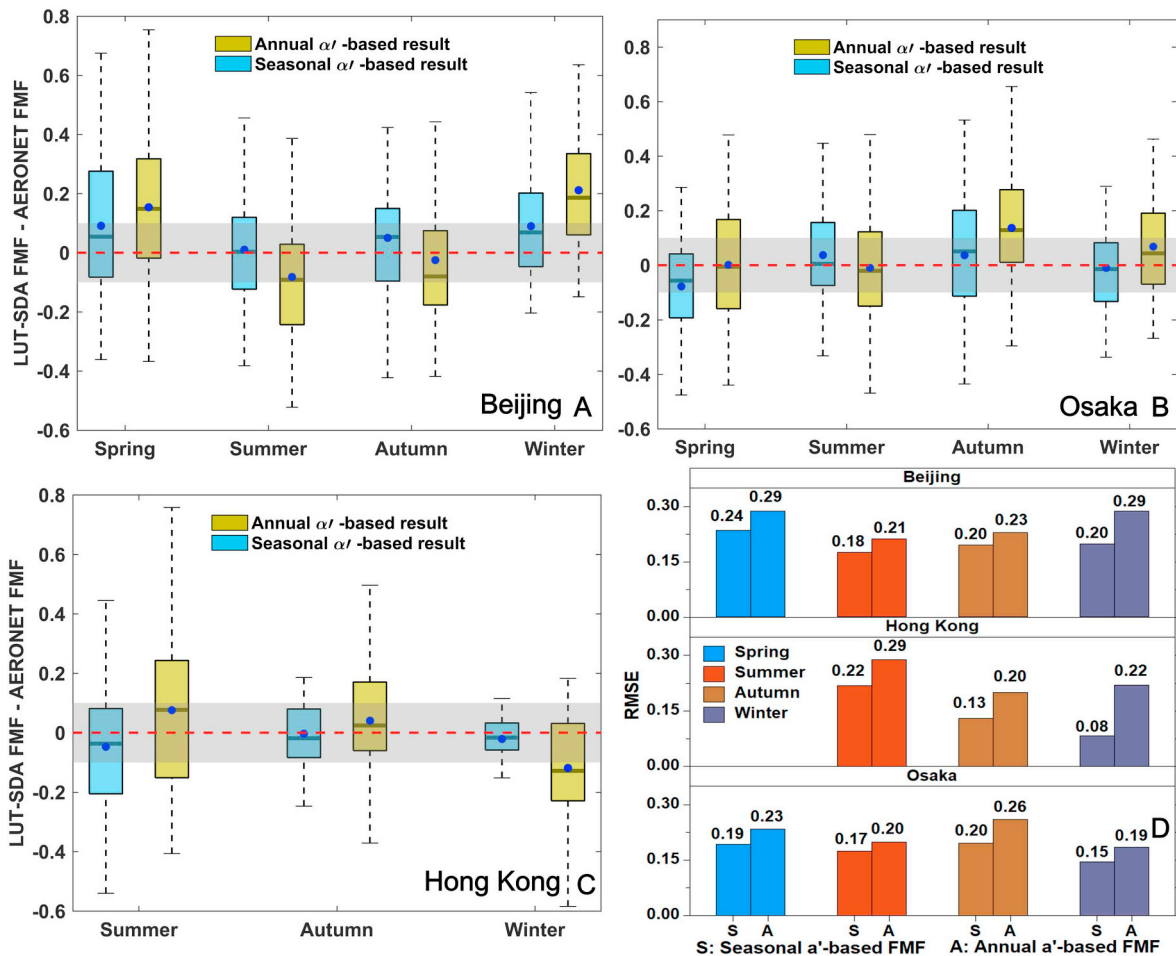 LUT-SDA FMF - AERONET FMF
0.8
0.6
0.4
0.2
0
-0.2
-0.4
-0.6
Annual α′ -based result
Seasonal α′ -based result
Beijing A
Spring Summer Autumn Winter
0.8
0.6
0.4
0.2
0
-0.2
-0.4
-0.6
Annual α′ -based result
Seasonal α′ -based result
Osaka B
Spring Summer Autumn Winter
LUT-SDA FMF - AERONET FMF
0.8
0.6
0.4
0.2
0
-0.2
-0.4
-0.6
Annual α′ -based result
Seasonal α′ -based result
Hong Kong C
Summer Autumn Winter
RMSE
Beijing
0.30
0.15
0.00
0.24 0.29 0.18 0.21 0.20 0.23 0.20 0.29
Hong Kong
0.30
0.15
0.00
Spring
Summer
Autumn
Winter
0.22 0.29 0.13 0.20 0.08 0.22
Osaka
0.30
0.15
0.00
0.19 0.23 0.17 0.20 0.20 0.26 0.15 0.19
D
S A S A S A S A
S: Seasonal a'-based FMF A: Annual a'-based FMF